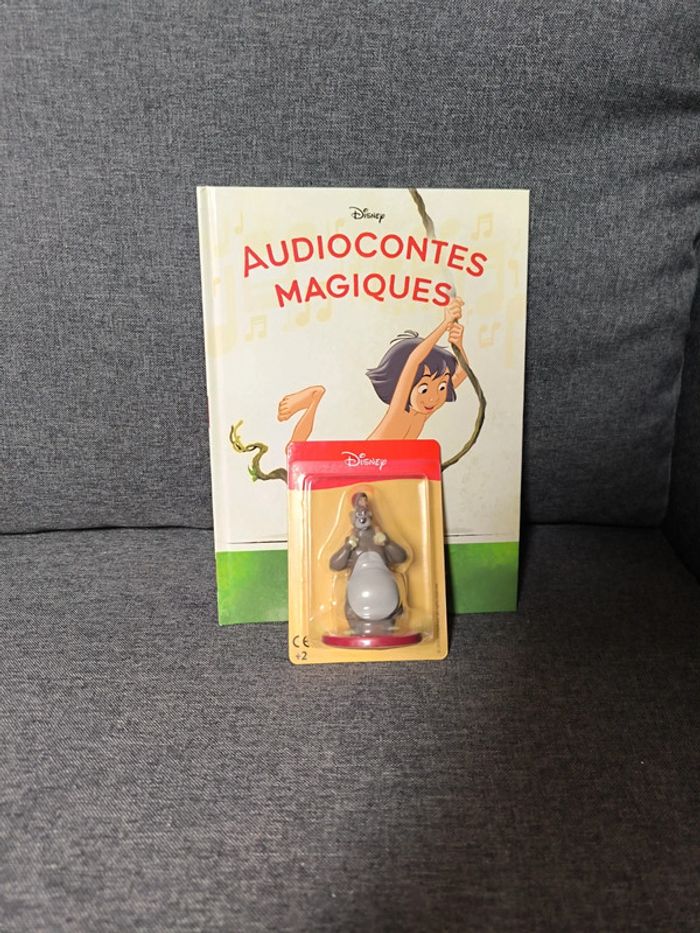 Disney
AUDIOCONTES
MAGIQUES
Disney
CE
+2